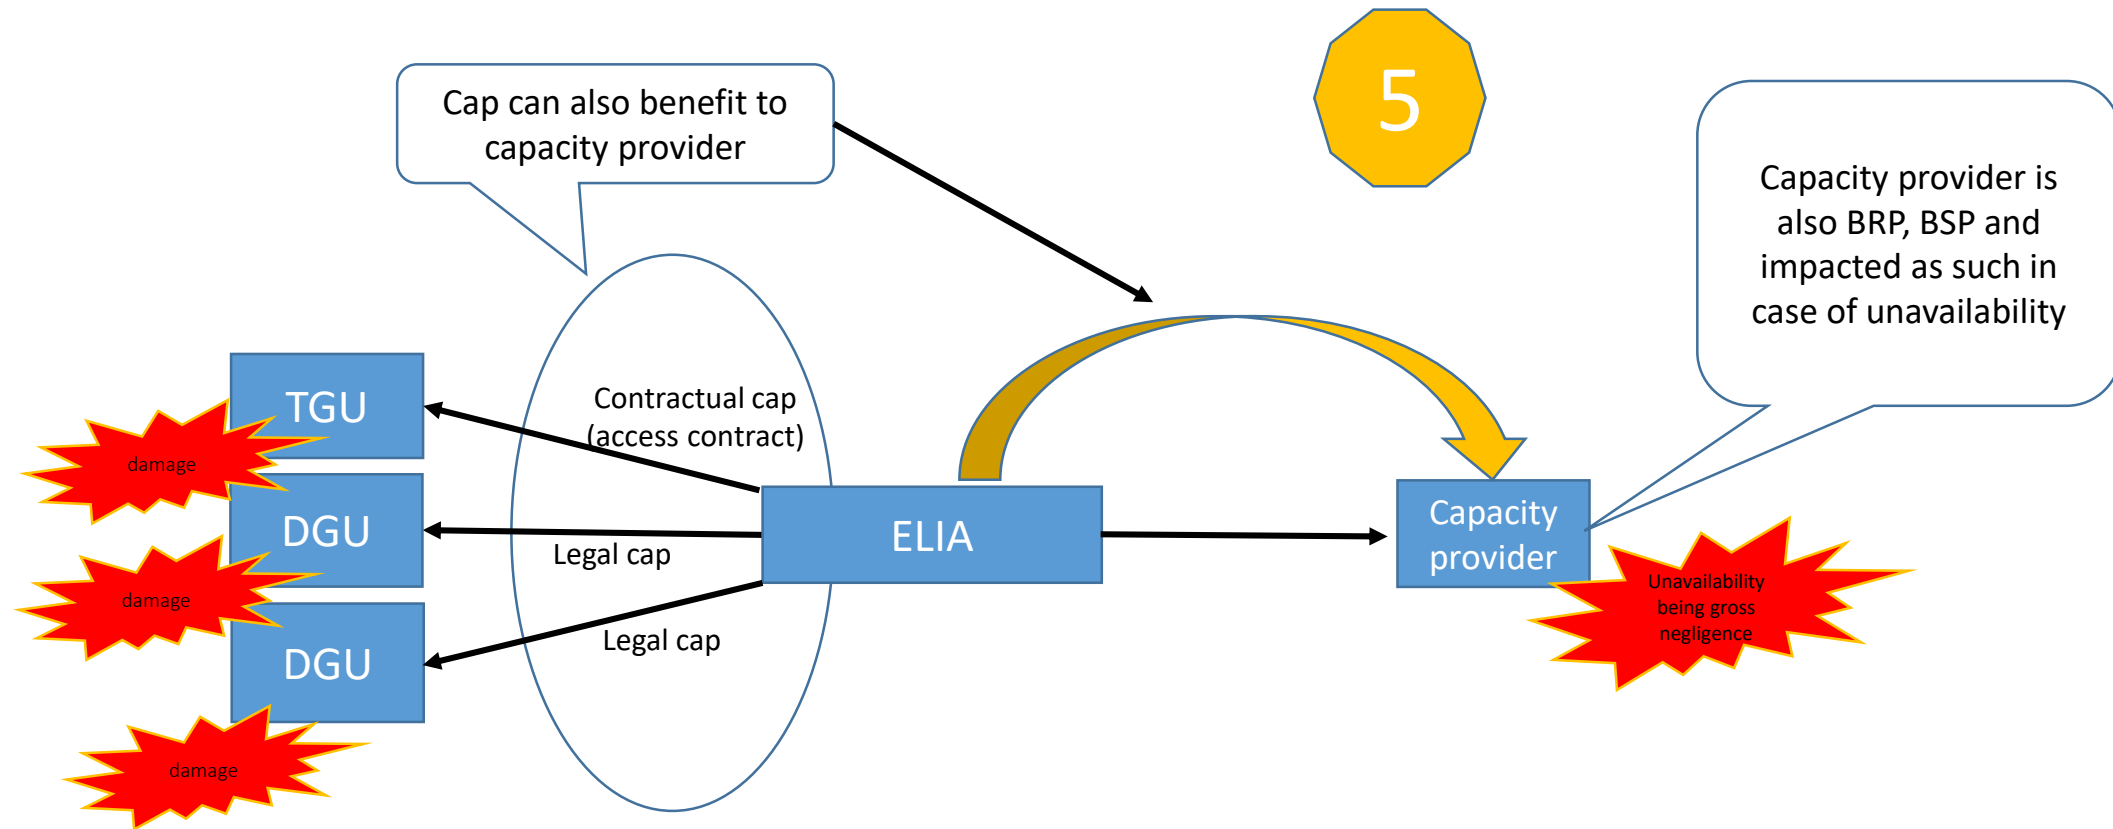 5
Cap can also benefit to
capacity provider
Capacity provider is
also BRP, BSP and
impacted as such in
case of unavailability
TGU
damage
Contractual cap
(access contract)
DGU
damage
Legal cap
ELIA
Capacity
provider
Unavailability
being gross
negligence
DGU
damage
Legal cap